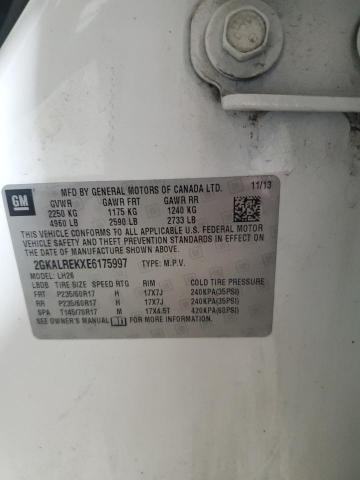 GM
MFD BY GENERAL MOTORS OF CANADA LTD. 11/13
GVWR GAWR FRT GAWR RR
2250 KG 1175 KG 1240 KG
4960 LB 2590 LB 2733 LB
THIS VEHICLE CONFORMS TO ALL APPLICABLE U.S. FEDERAL MOTOR
VEHICLE SAFETY, BUMPER, AND THEFT PREVENTION STANDARDS
IN EFFECT ON THE DATE OF MANUFACTURE SHOWN ABOVE.
2GKALREKXE6175997 TYPE: M.P.V.
MODEL: LH26
LBDB TIRE SIZE SPEED RTG RIM COLD TIRE PRESSURE
FRT P235/60R17 H 17X7J 240KPA(35PSI)
RR P235/60R17 H 17X7J 240KPA(35PSI)
SPA T145/70R17 M 17X4.5T 420KPA(60PSI)
SEE OWNER'S MANUAL FOR MORE INFORMATION.